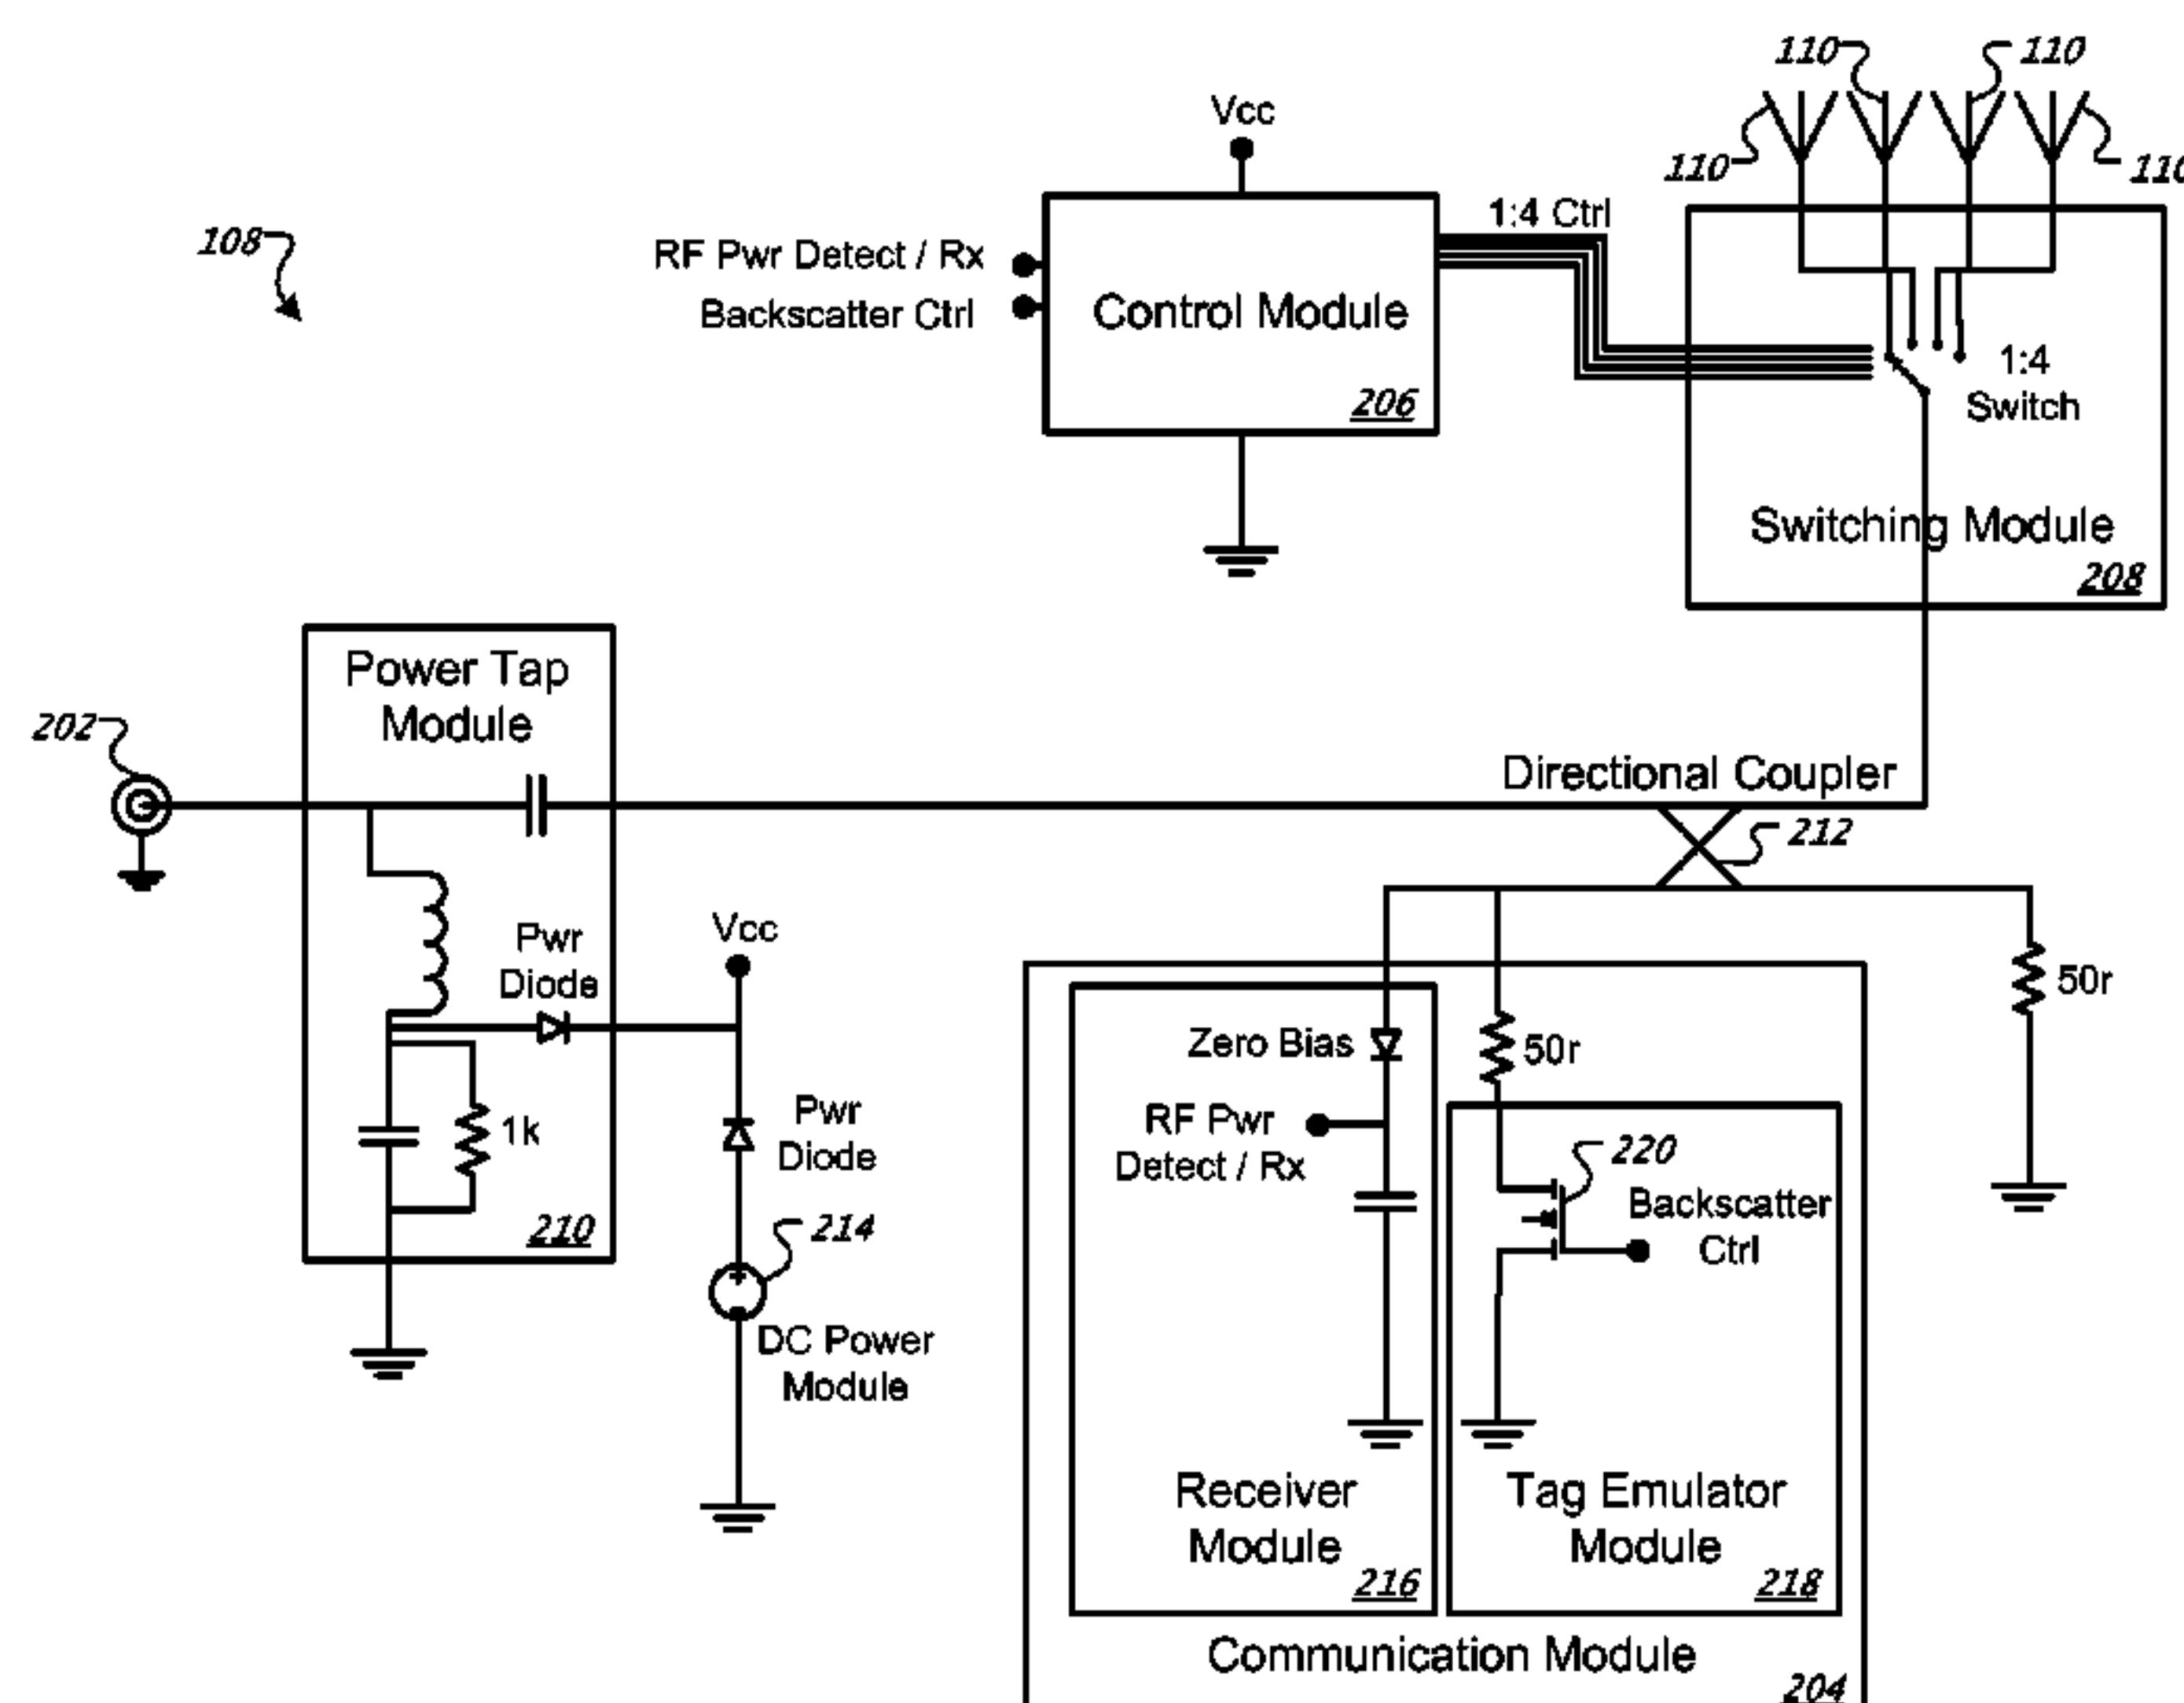 110
110
Vcc
110
110
1:4 Ctrl
108
RF Pwr Detect / Rx
Backscatter Ctrl
Control Module
206
1:4
Switch
Switching Module
208
Power Tap
Module
202
Directional Coupler
212
Pwr
Diode
Vcc
50r
Zero Bias
50r
1k
Pwr
Diode
RF Pwr
Detect / Rx
220
Backscatter
Ctrl
210
214
DC Power
Module
Receiver
Module
216
Tag Emulator
Module
218
Communication Module
204